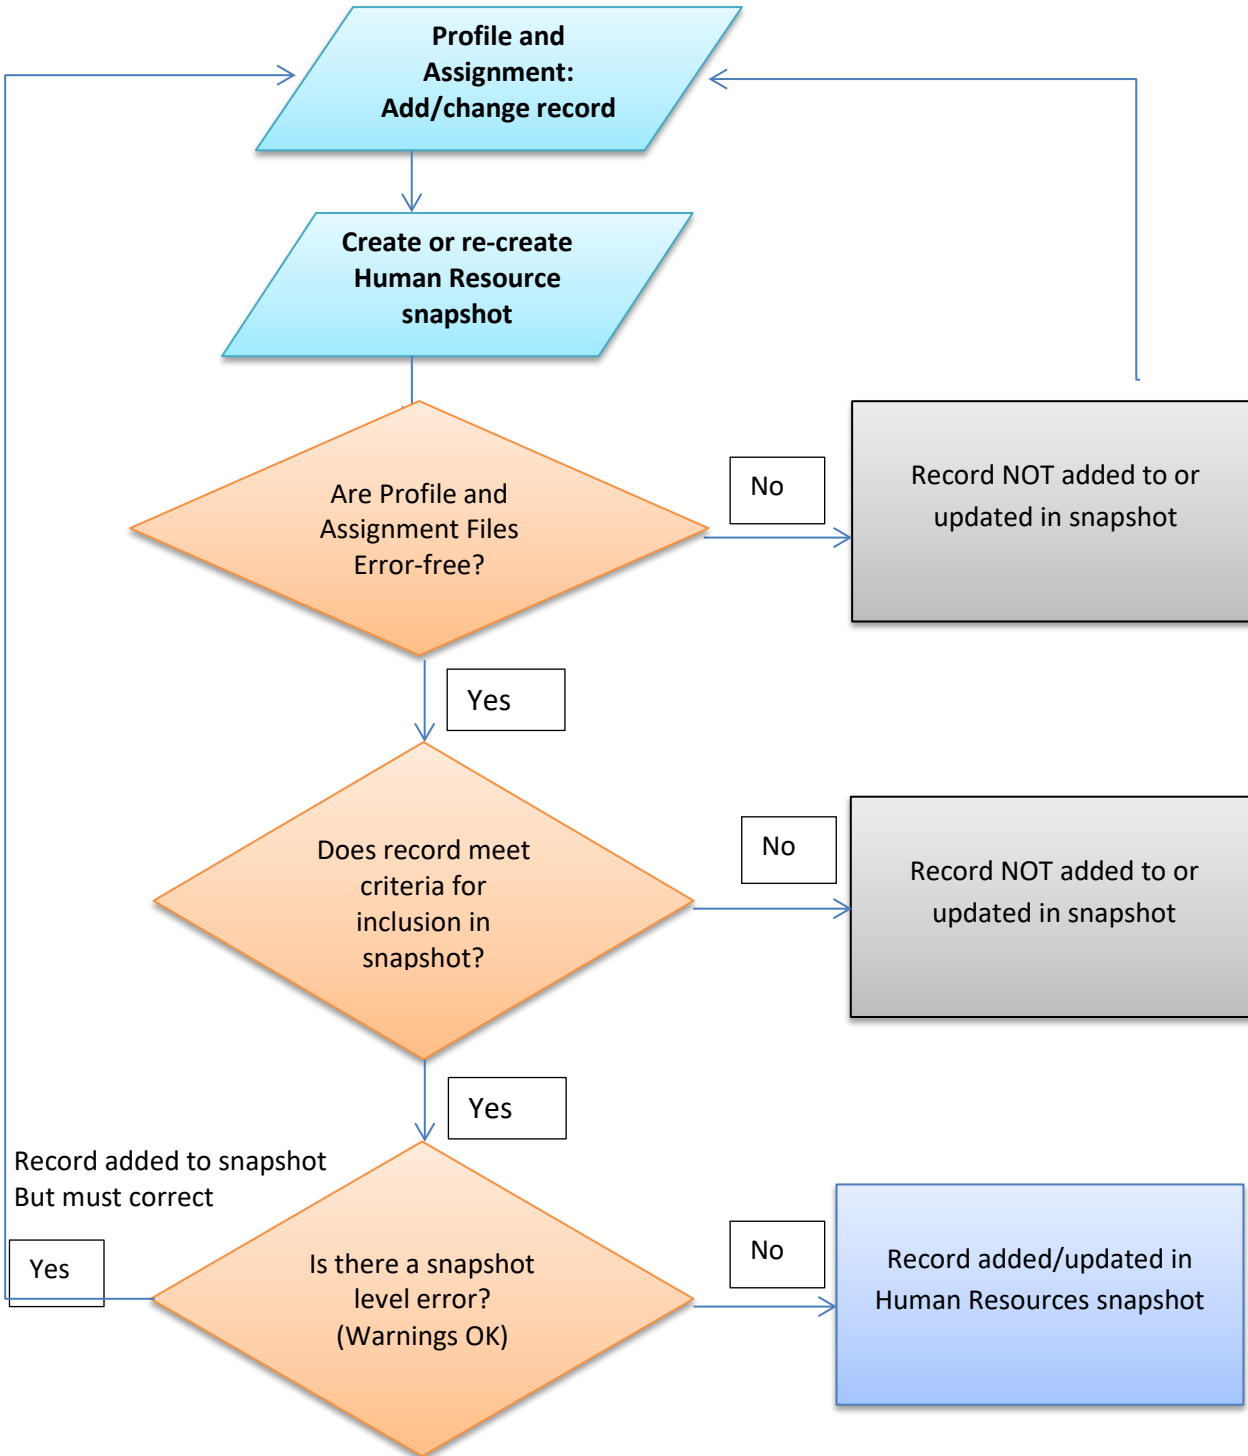 Profile and
Assignment:
Add/change record
Create or re-create
Human Resource
snapshot
Are Profile and
Assignment Files
Error-free?
No
Record NOT added to or
updated in snapshot
Yes
Does record meet
criteria for
inclusion in
snapshot?
No
Record NOT added to or
updated in snapshot
Yes
Record added to snapshot
But must correct
Yes
Is there a snapshot
level error?
(Warnings OK)
No
Record added/updated in
Human Resources snapshot